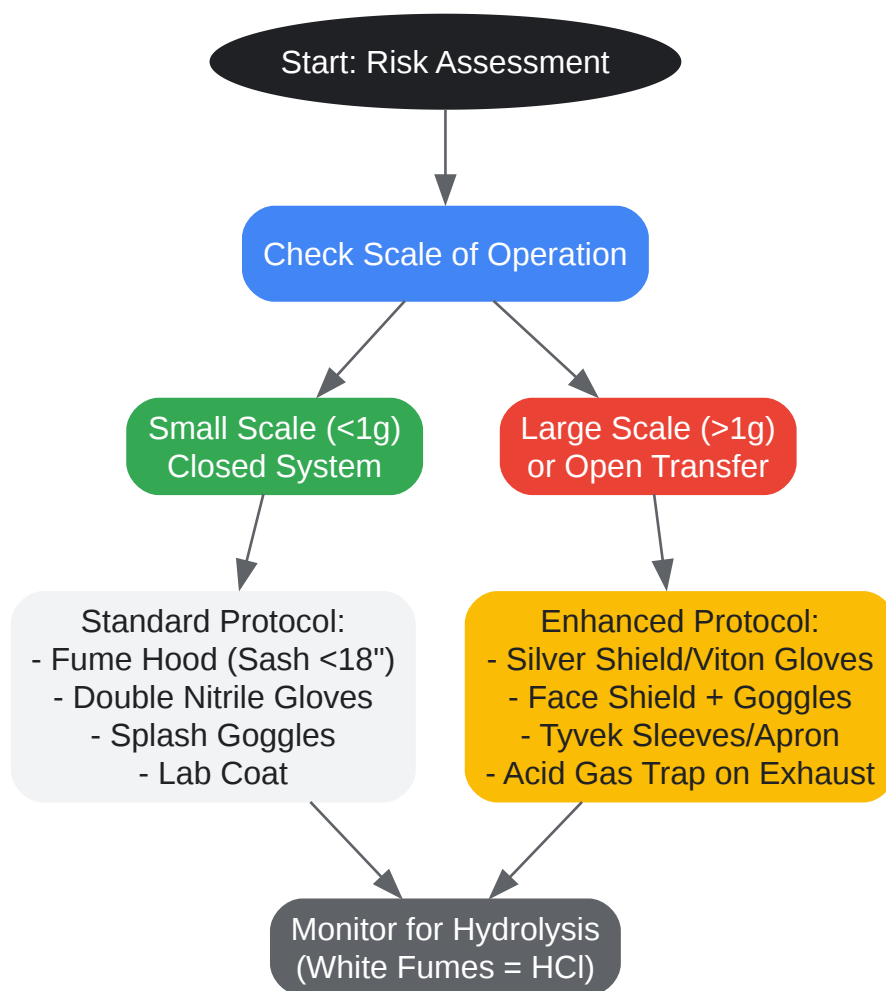 Start: Risk Assessment
Check Scale of Operation
Small Scale (<1g)
Closed System
Large Scale (>1g)
or Open Transfer
Standard Protocol:
- Fume Hood (Sash <18")
- Double Nitrile Gloves
- Splash Goggles
- Lab Coat
Enhanced Protocol:
- Silver Shield/Viton Gloves
- Face Shield + Goggles
- Tyvek Sleeves/Apron
- Acid Gas Trap on Exhaust
Monitor for Hydrolysis
(White Fumes = HCl)